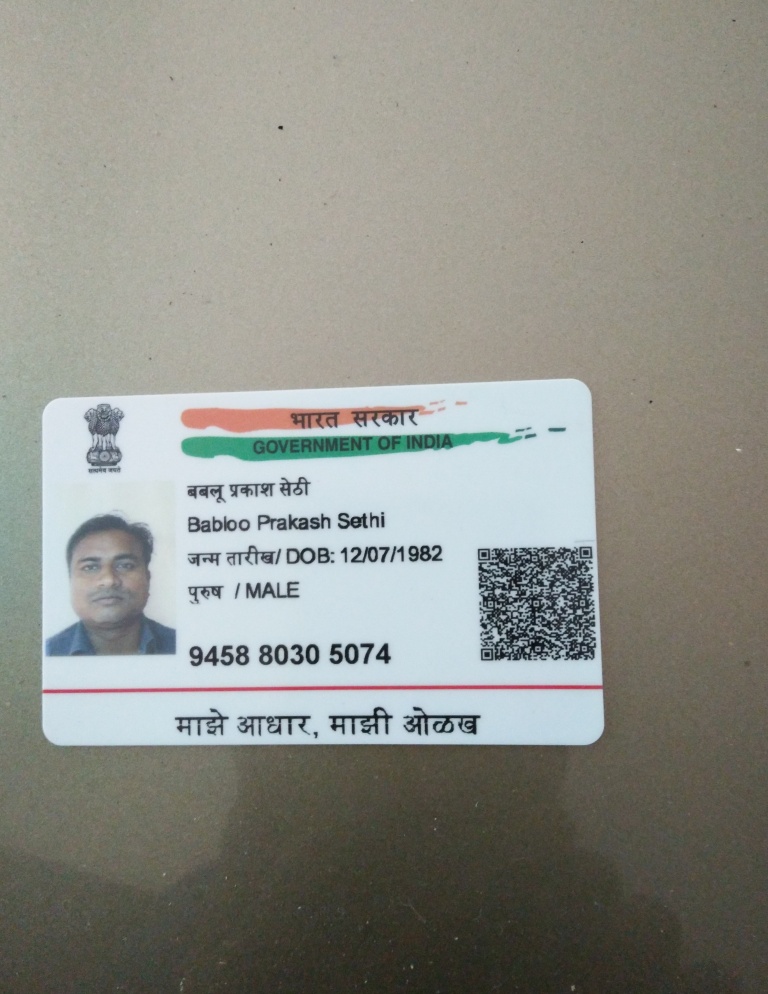 भारत सरकार
GOVERNMENT OF INDIA
सत्यमेव जयते
बबलू प्रकाश सेठी
Babloo Prakash Sethi
जन्म तारीख/ DOB: 12/07/1982
पुरुष / MALE
9458 8030 5074
माझे आधार, माझी ओळख